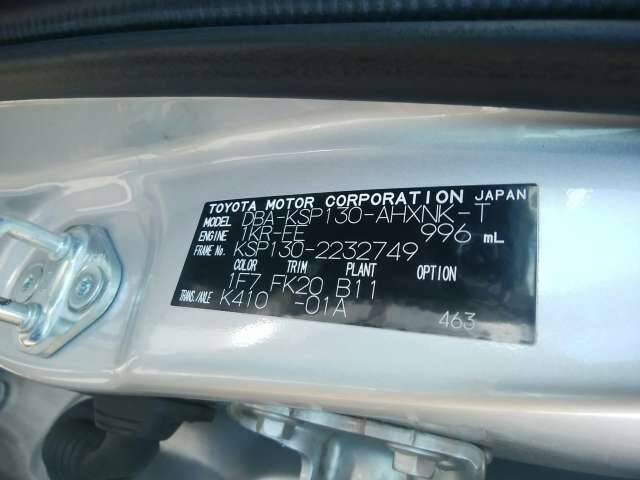 TOYOTA MOTOR CORPORATION JAPAN
MODEL DBA-KSP130-AHXNK-T
ENGINE 1KR-FE 996 mL
FRAME No. KSP130-2232749
COLOR TRIM PLANT OPTION
1F7 FK20 B11
TRANS./AXLE K410 -01A
463